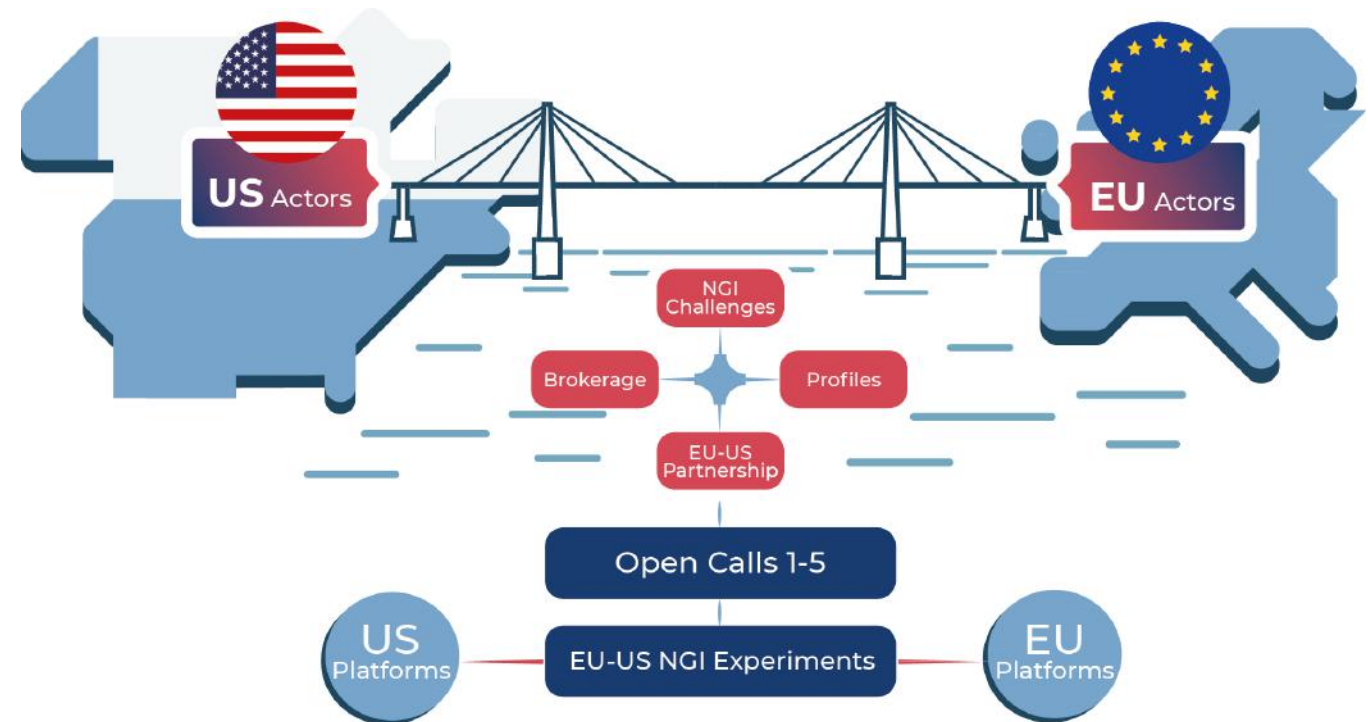 US Actors
EU Actors
NGI
Challenges
Brokerage
Profiles
EU-US
Partnership
Open Calls 1-5
US
Platforms
EU-US NGI Experiments
EU
Platforms